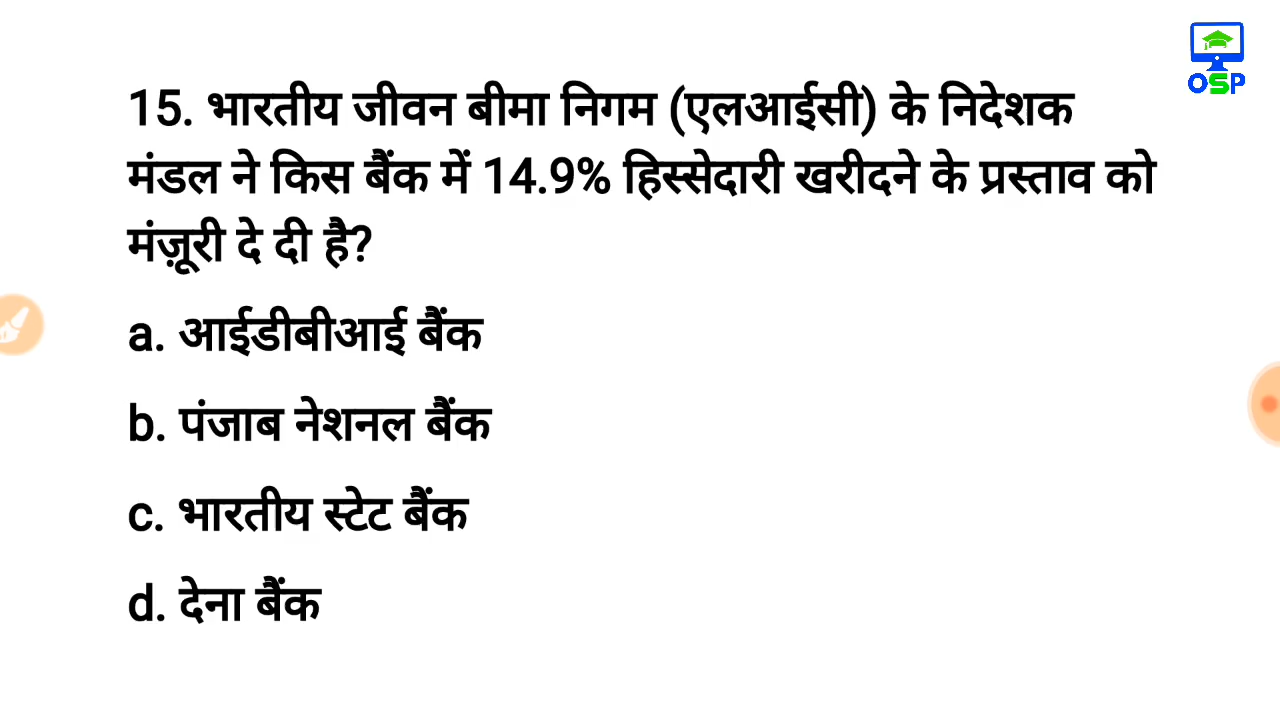 OSP
15. भारतीय जीवन बीमा निगम (एलआईसी) के निदेशक
मंडल ने किस बैंक में 14.9% हिस्सेदारी खरीदने के प्रस्ताव को
मंज़ूरी दे दी है?
a. आईडीबीआई बैंक
b. पंजाब नेशनल बैंक
c. भारतीय स्टेट बैंक
d. देना बैंक